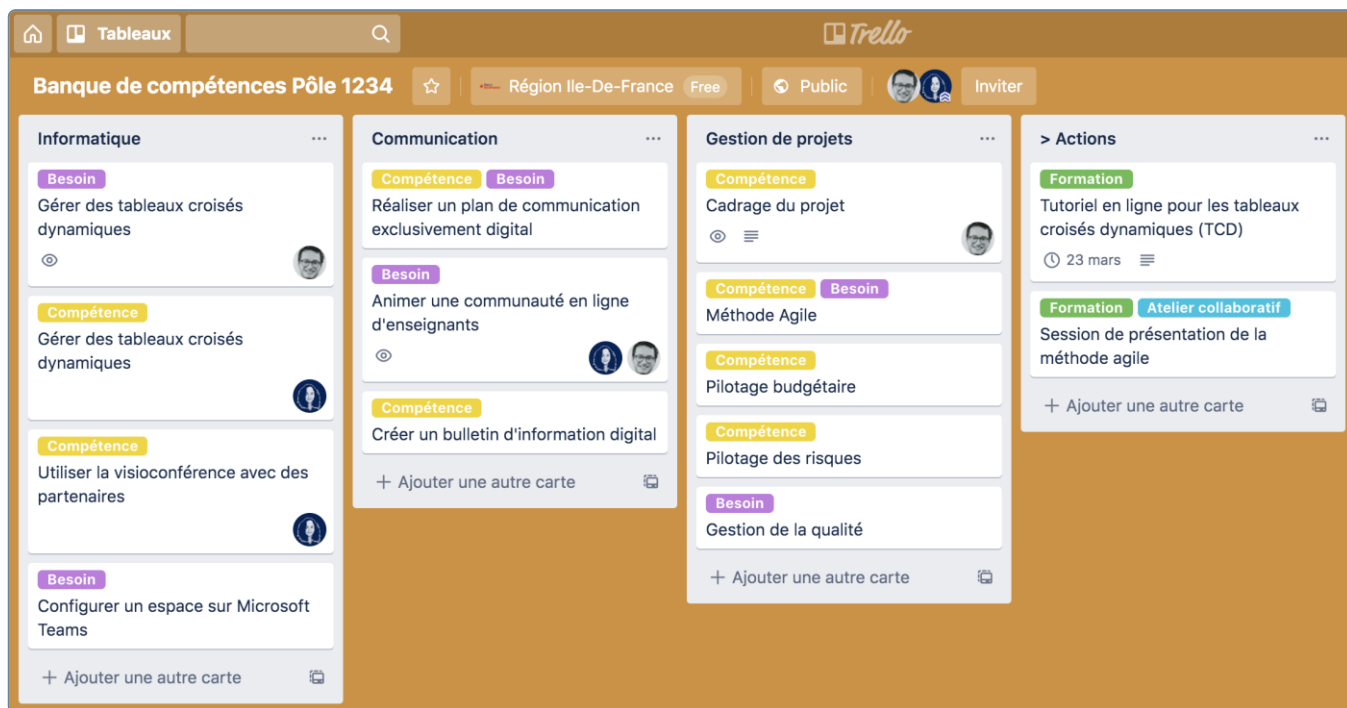 Tableaux
Trello
Banque de compétences Pôle 1234
Région Ile-De-France Free
Public
Inviter
Informatique
Besoin
Gérer des tableaux croisés
dynamiques
Compétence
Gérer des tableaux croisés
dynamiques
Compétence
Utiliser la visioconférence avec des
partenaires
Besoin
Configurer un espace sur Microsoft
Teams
+ Ajouter une autre carte
Communication
Compétence Besoin
Réaliser un plan de communication
exclusivement digital
Besoin
Animer une communauté en ligne
d'enseignants
Compétence
Créer un bulletin d'information digital
+ Ajouter une autre carte
Gestion de projets
Compétence
Cadrage du projet
Compétence Besoin
Méthode Agile
Compétence
Pilotage budgétaire
Compétence
Pilotage des risques
Besoin
Gestion de la qualité
+ Ajouter une autre carte
> Actions
Formation
Tutoriel en ligne pour les tableaux
croisés dynamiques (TCD)
23 mars
Formation Atelier collaboratif
Session de présentation de la
méthode agile
+ Ajouter une autre carte